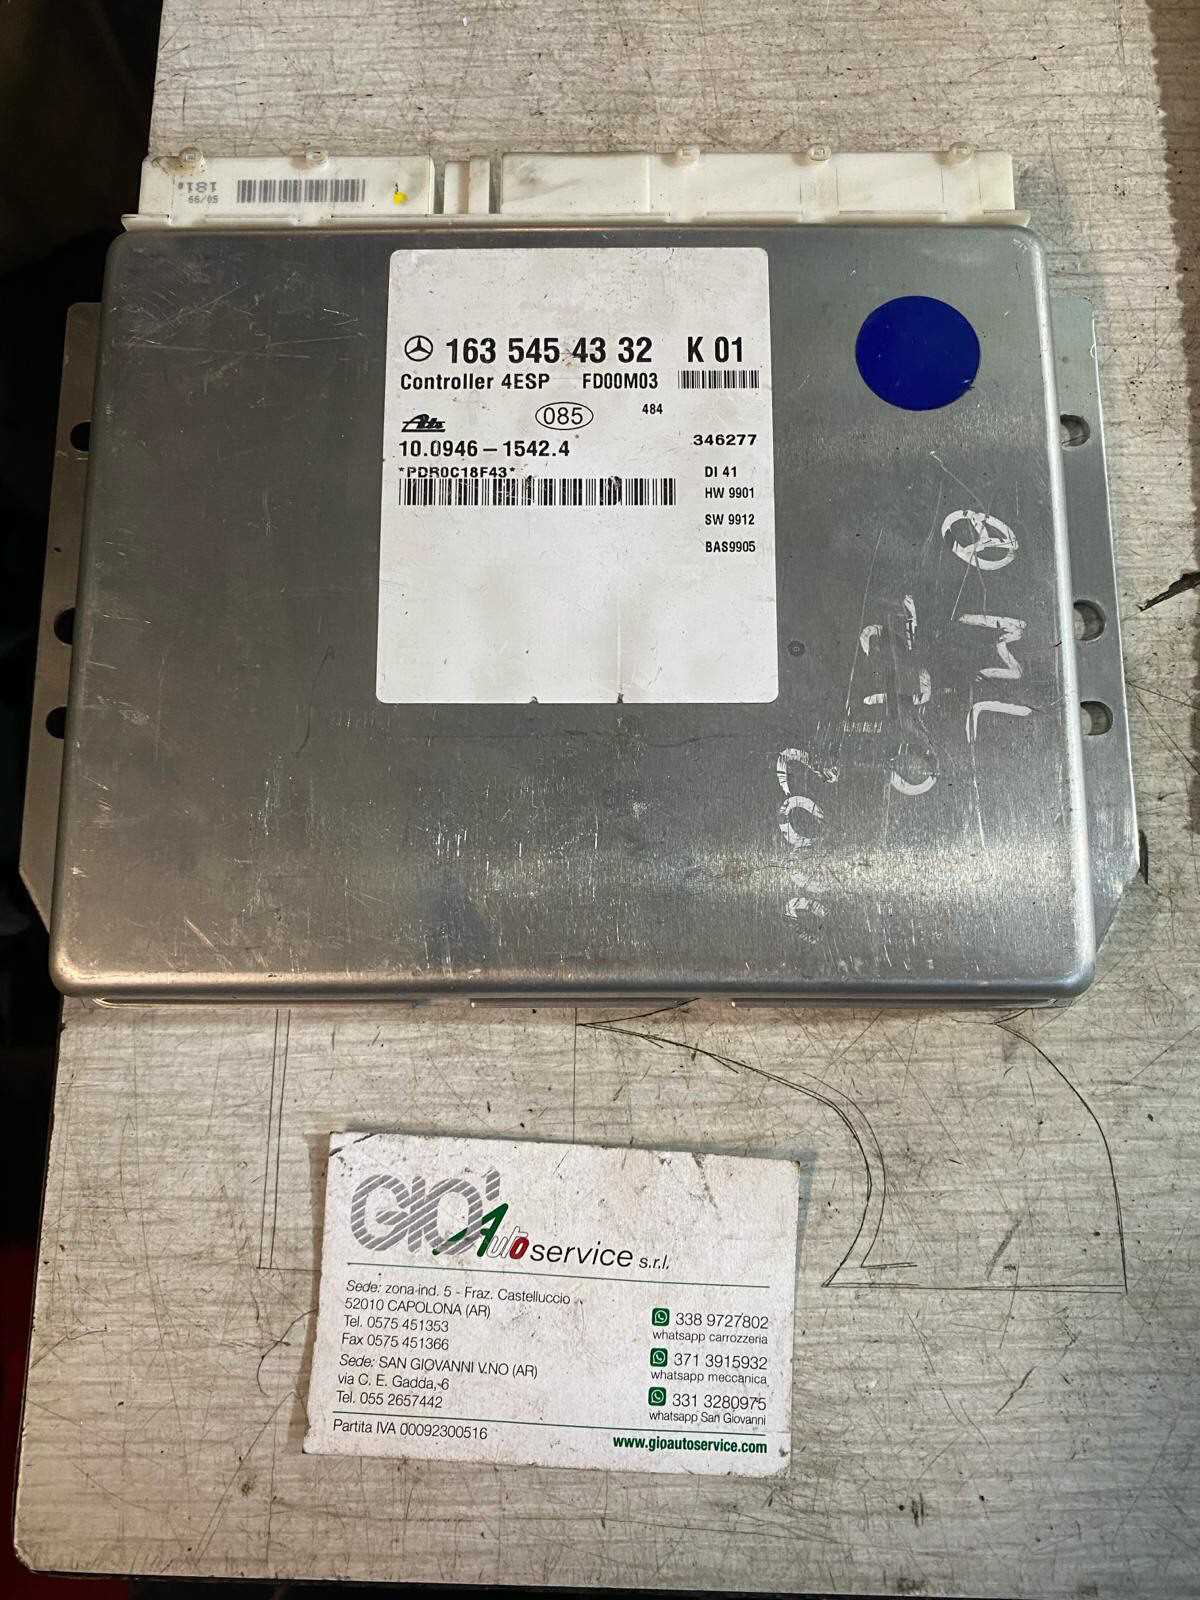 181
66/05
163 545 43 32 K 01
Controller 4ESP FD00M03
Ate 085 484
10.0946-1542.4 346277
*PDR0C18F43* DI 41
HW 9901
SW 9912
BAS9905
ML
GIO' Auto service s.r.l.
Sede: zona ind. 5 - Fraz. Castelluccio
52010 CAPOLONA (AR)
Tel. 0575 451353
Fax 0575 451366
Sede: SAN GIOVANNI V.NO (AR)
via C. E. Gadda, 6
Tel. 055 2657442
Partita IVA 00092300516
338 9727802
whatsapp carrozzeria
371 3915932
whatsapp meccanica
331 3280975
whatsapp San Giovanni
www.gioautoservice.com